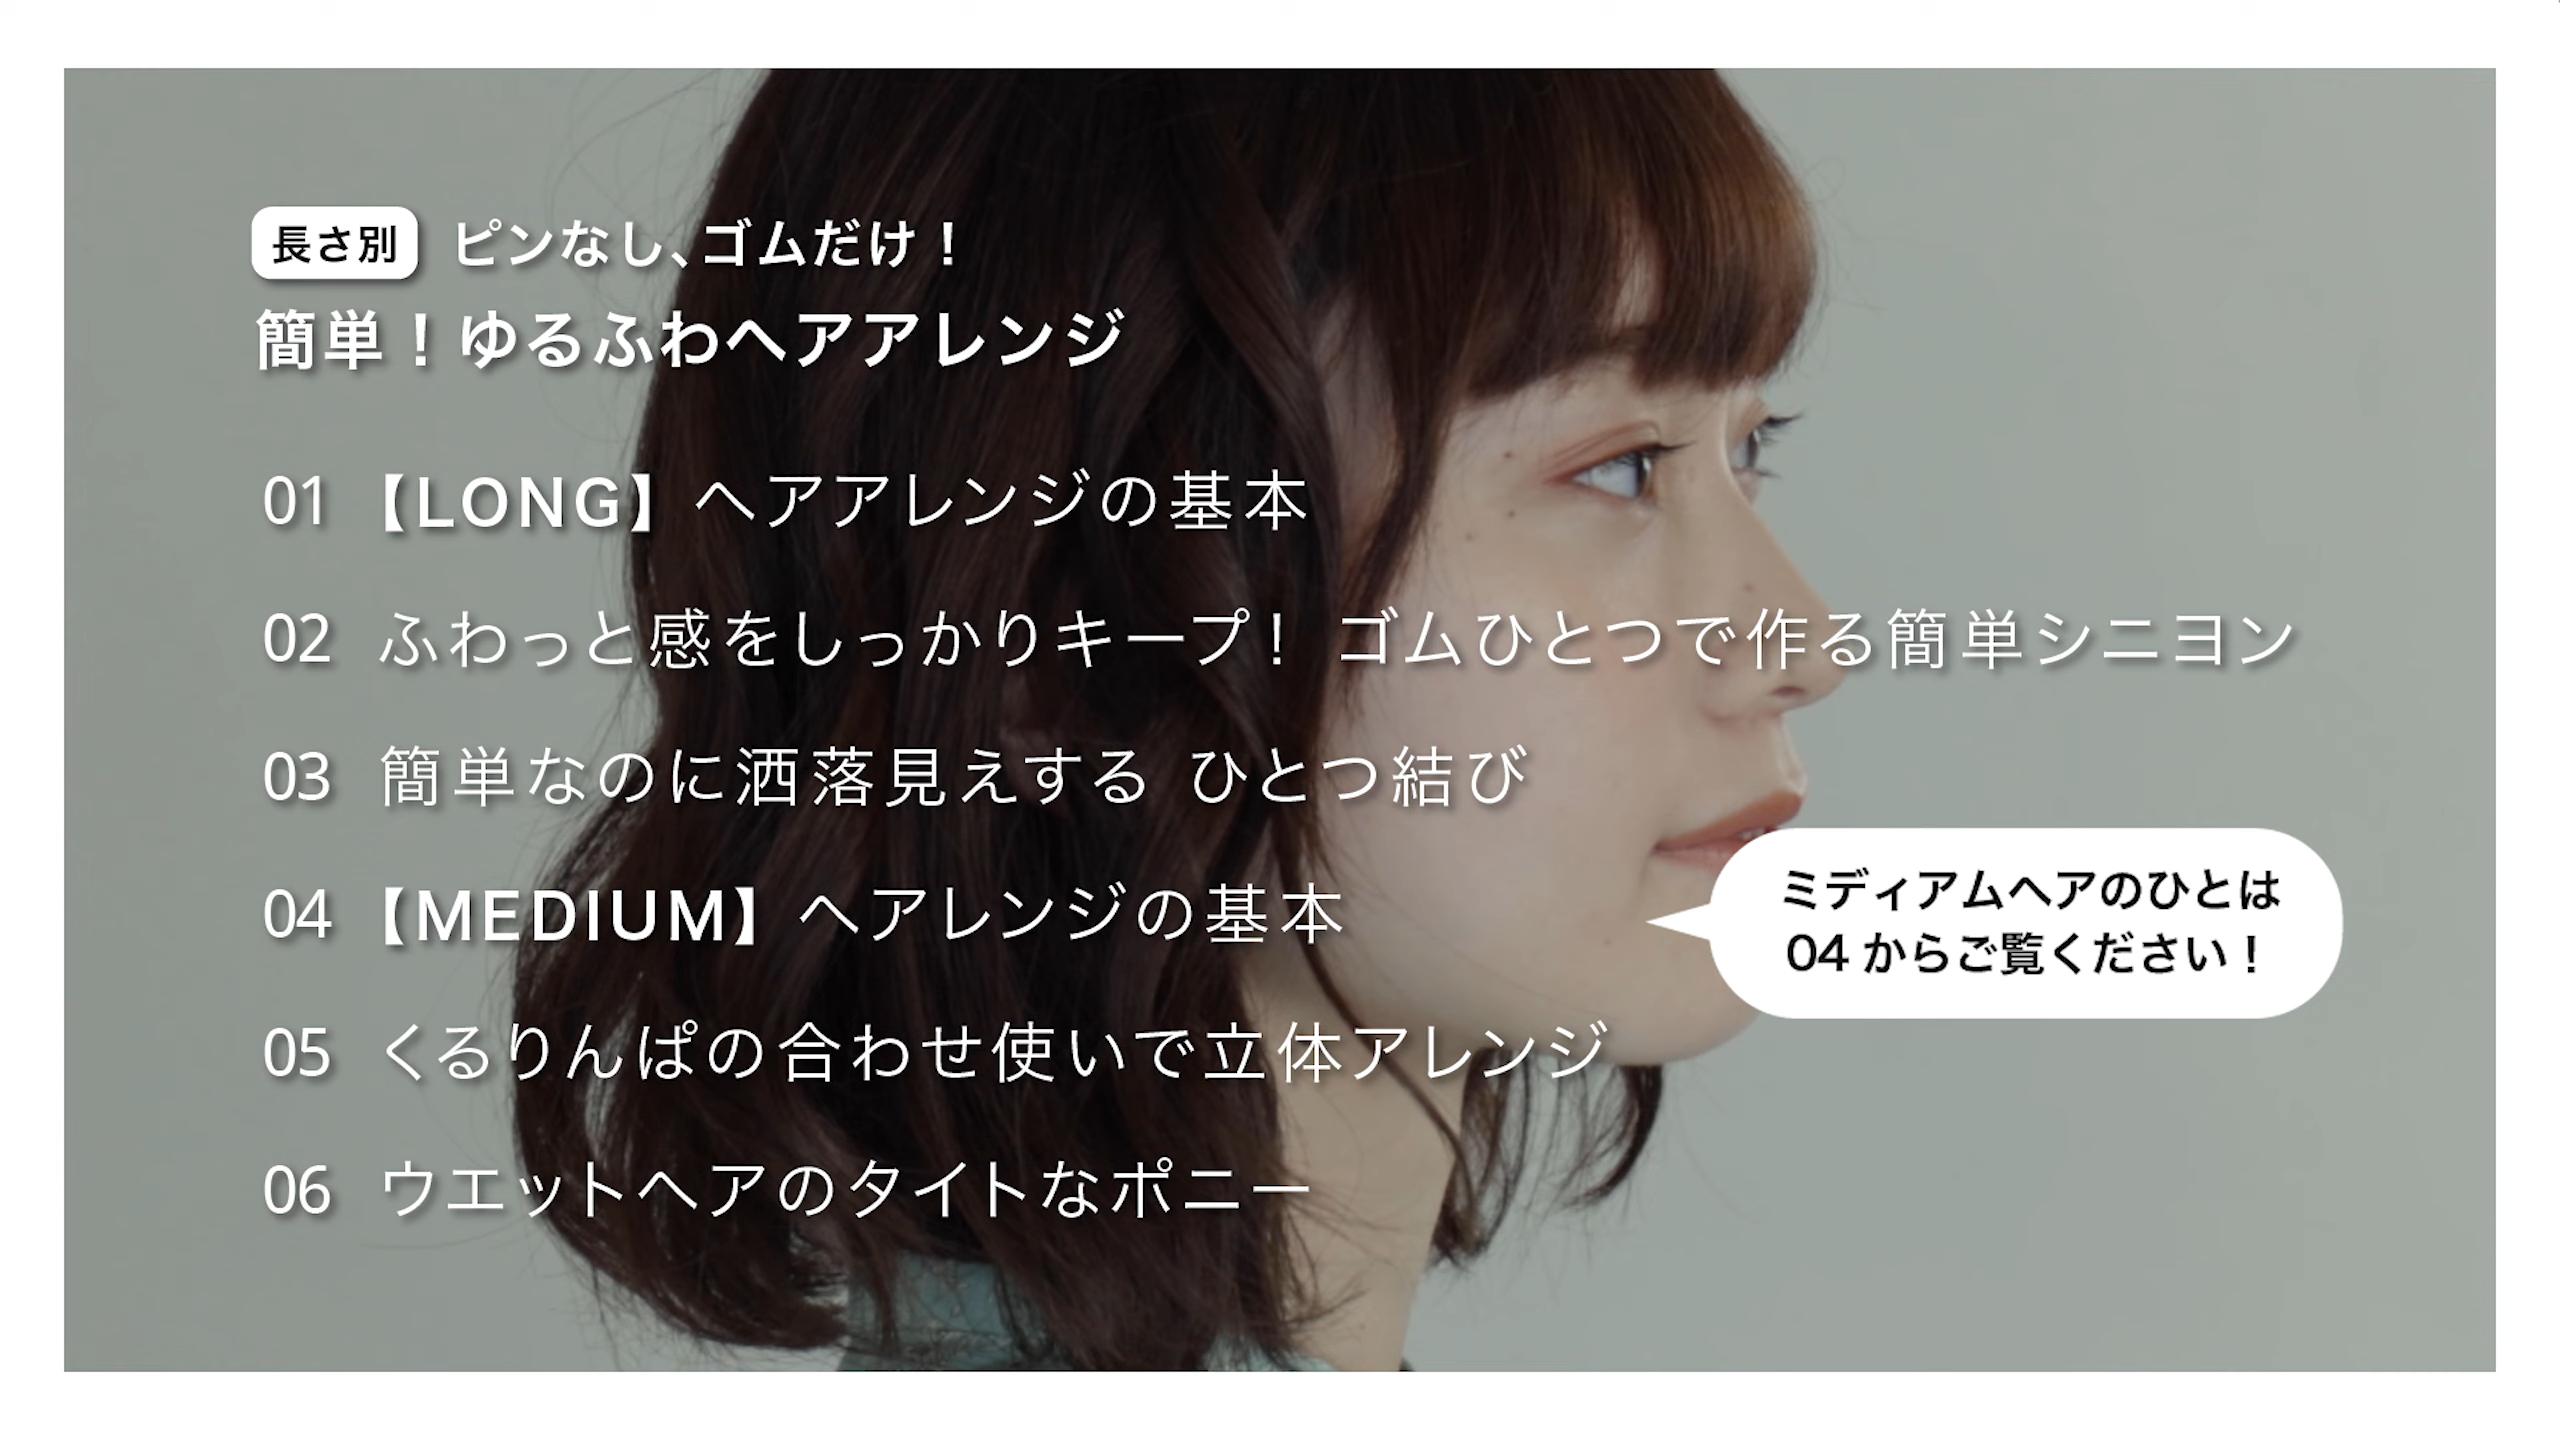 長さ別 ピンなし、ゴムだけ！
簡単！ゆるふわヘアアレンジ
01 【LONG】ヘアアレンジの基本
02 ふわっと感をしっかりキープ！ ゴムひとつで作る簡単シニヨン
03 簡単なのに洒落見えする ひとつ結び
04 【MEDIUM】ヘアレンジの基本
ミディアムヘアのひとは
04 からご覧ください！
05 くるりんぱの合わせ使いで立体アレンジ
06 ウエットヘアのタイトなポニー